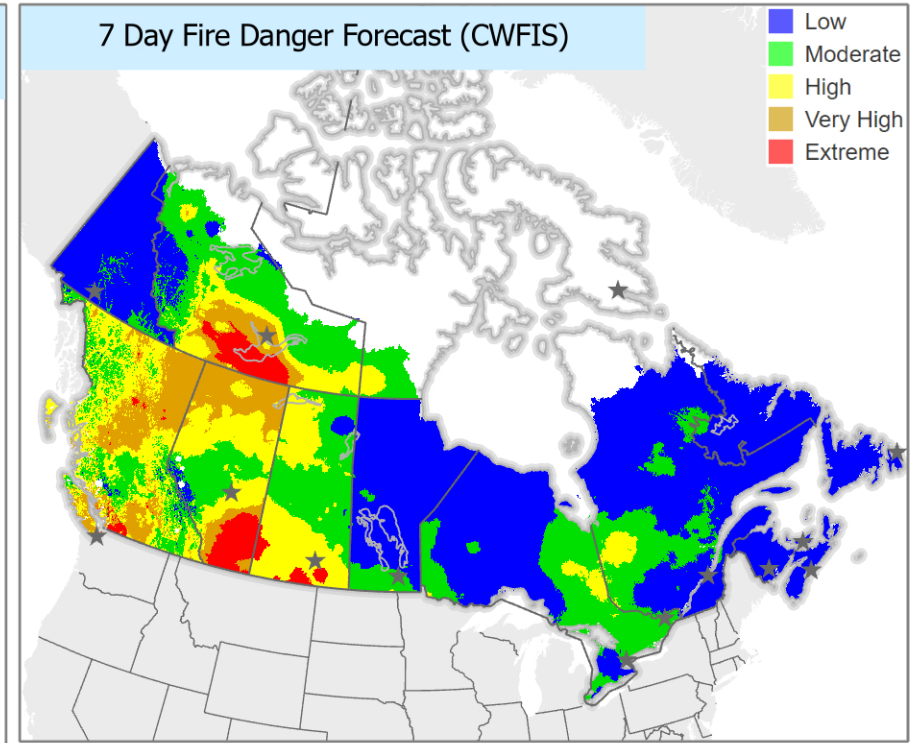 7 Day Fire Danger Forecast (CWFIS)
Low
Moderate
High
Very High
Extreme